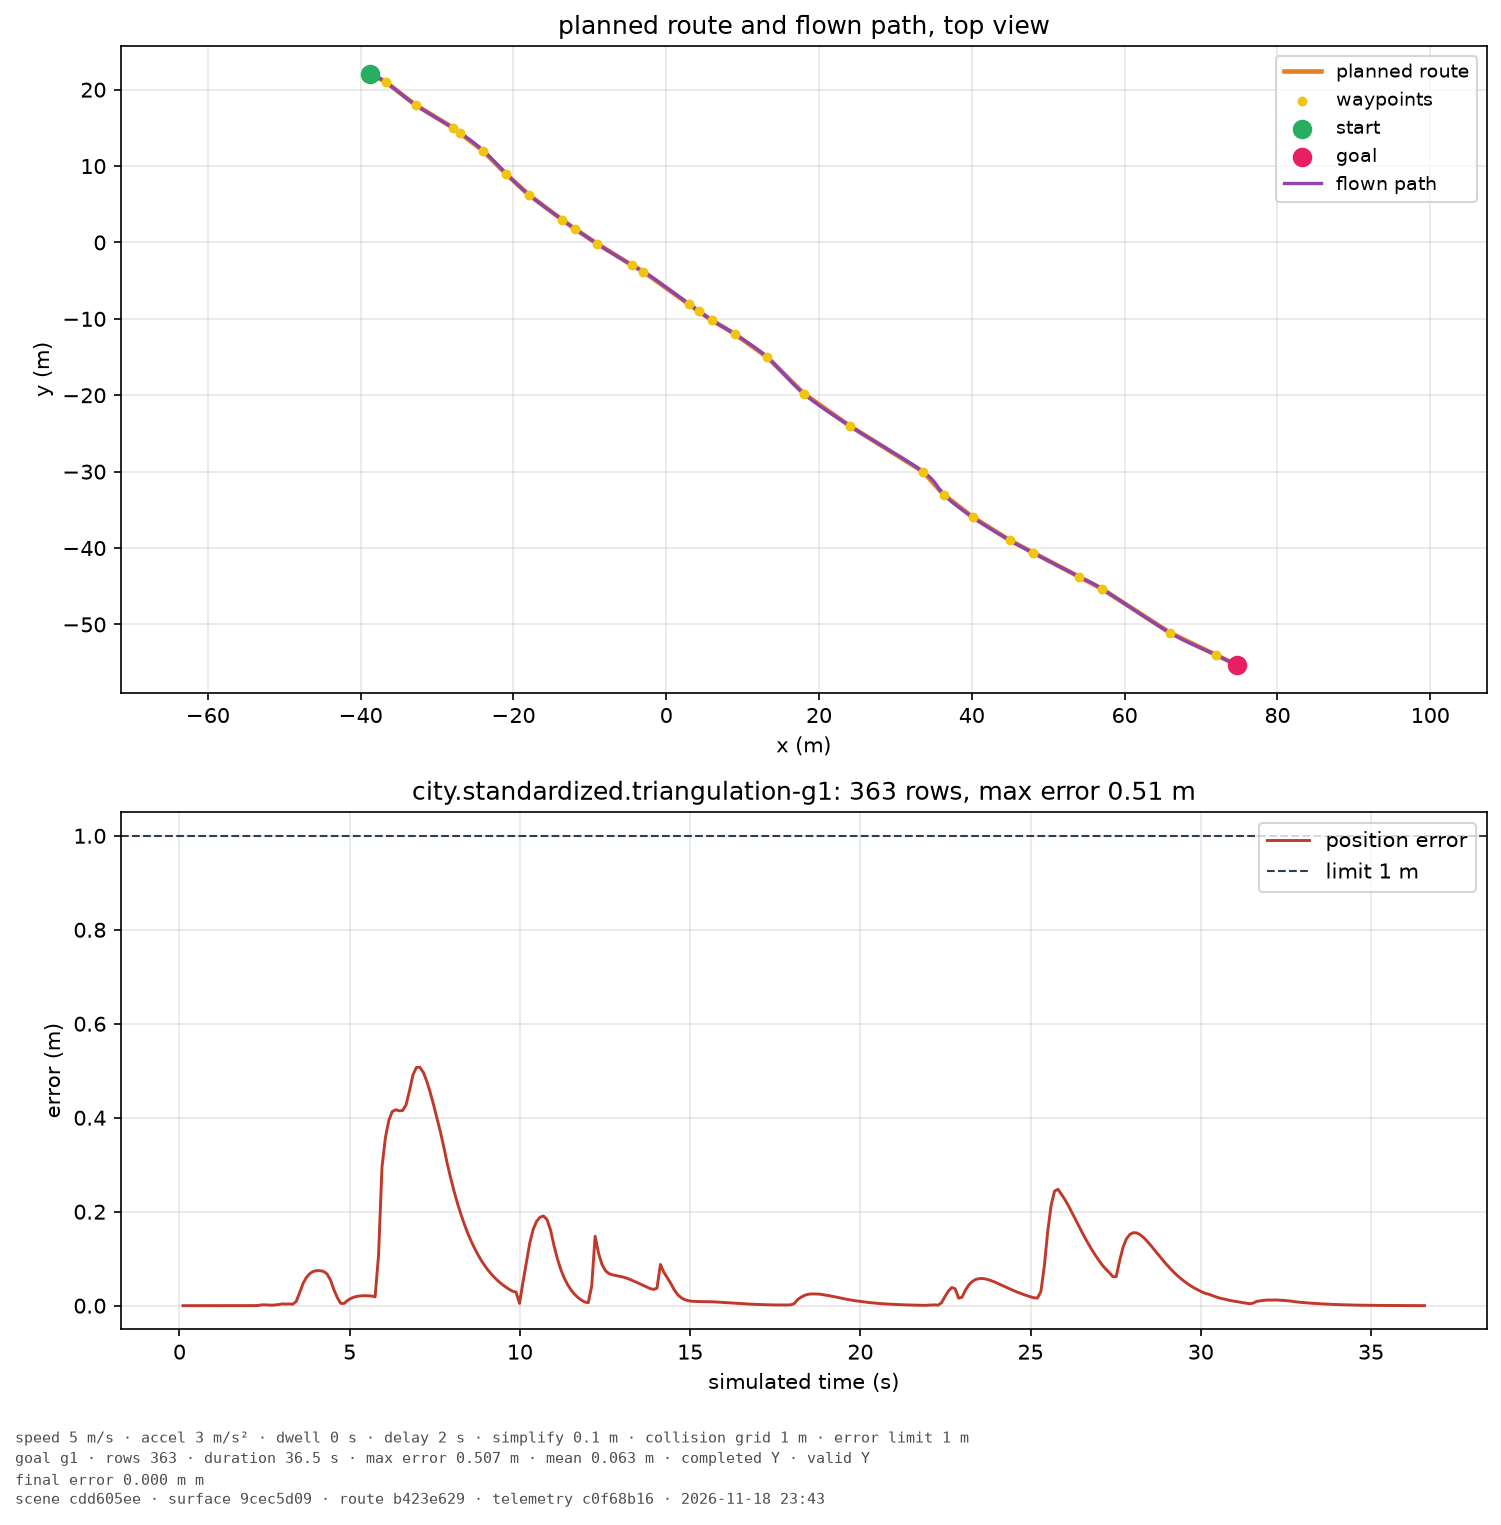 planned route and flown path, top view
planned route
waypoints
start
goal
flown path
20
10
0
−10
−20
−30
−40
−50
y (m)
−60
−40
−20
0
20
40
60
80
100
x (m)
city.standardized.triangulation-g1: 363 rows, max error 0.51 m
position error
limit 1 m
1.0
0.8
0.6
0.4
0.2
0.0
error (m)
0
5
10
15
20
25
30
35
simulated time (s)
speed 5 m/s · accel 3 m/s² · dwell 0 s · delay 2 s · simplify 0.1 m · collision grid 1 m · error limit 1 m
goal g1 · rows 363 · duration 36.5 s · max error 0.507 m · mean 0.063 m · completed Y · valid Y
final error 0.000 m m
scene cdd605ee · surface 9cec5d09 · route b423e629 · telemetry c0f68b16 · 2026-11-18 23:43